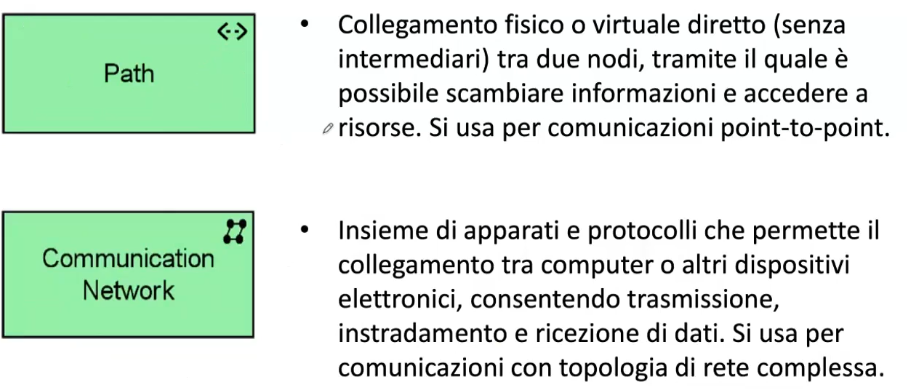 Path
• Collegamento fisico o virtuale diretto (senza
intermediari) tra due nodi, tramite il quale è
possibile scambiare informazioni e accedere a
risorse. Si usa per comunicazioni point-to-point.
Communication
Network
• Insieme di apparati e protocolli che permette il
collegamento tra computer o altri dispositivi
elettronici, consentendo trasmissione,
instradamento e ricezione di dati. Si usa per
comunicazioni con topologia di rete complessa.